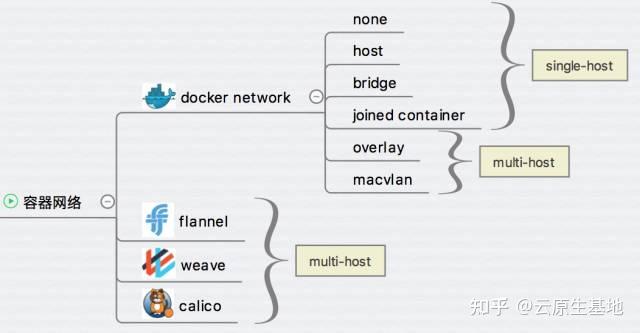 none
host
single-host
bridge
docker network
joined container
overlay
multi-host
macvlan
容器网络
flannel
weave
multi-host
calico
知乎 @云原生基地